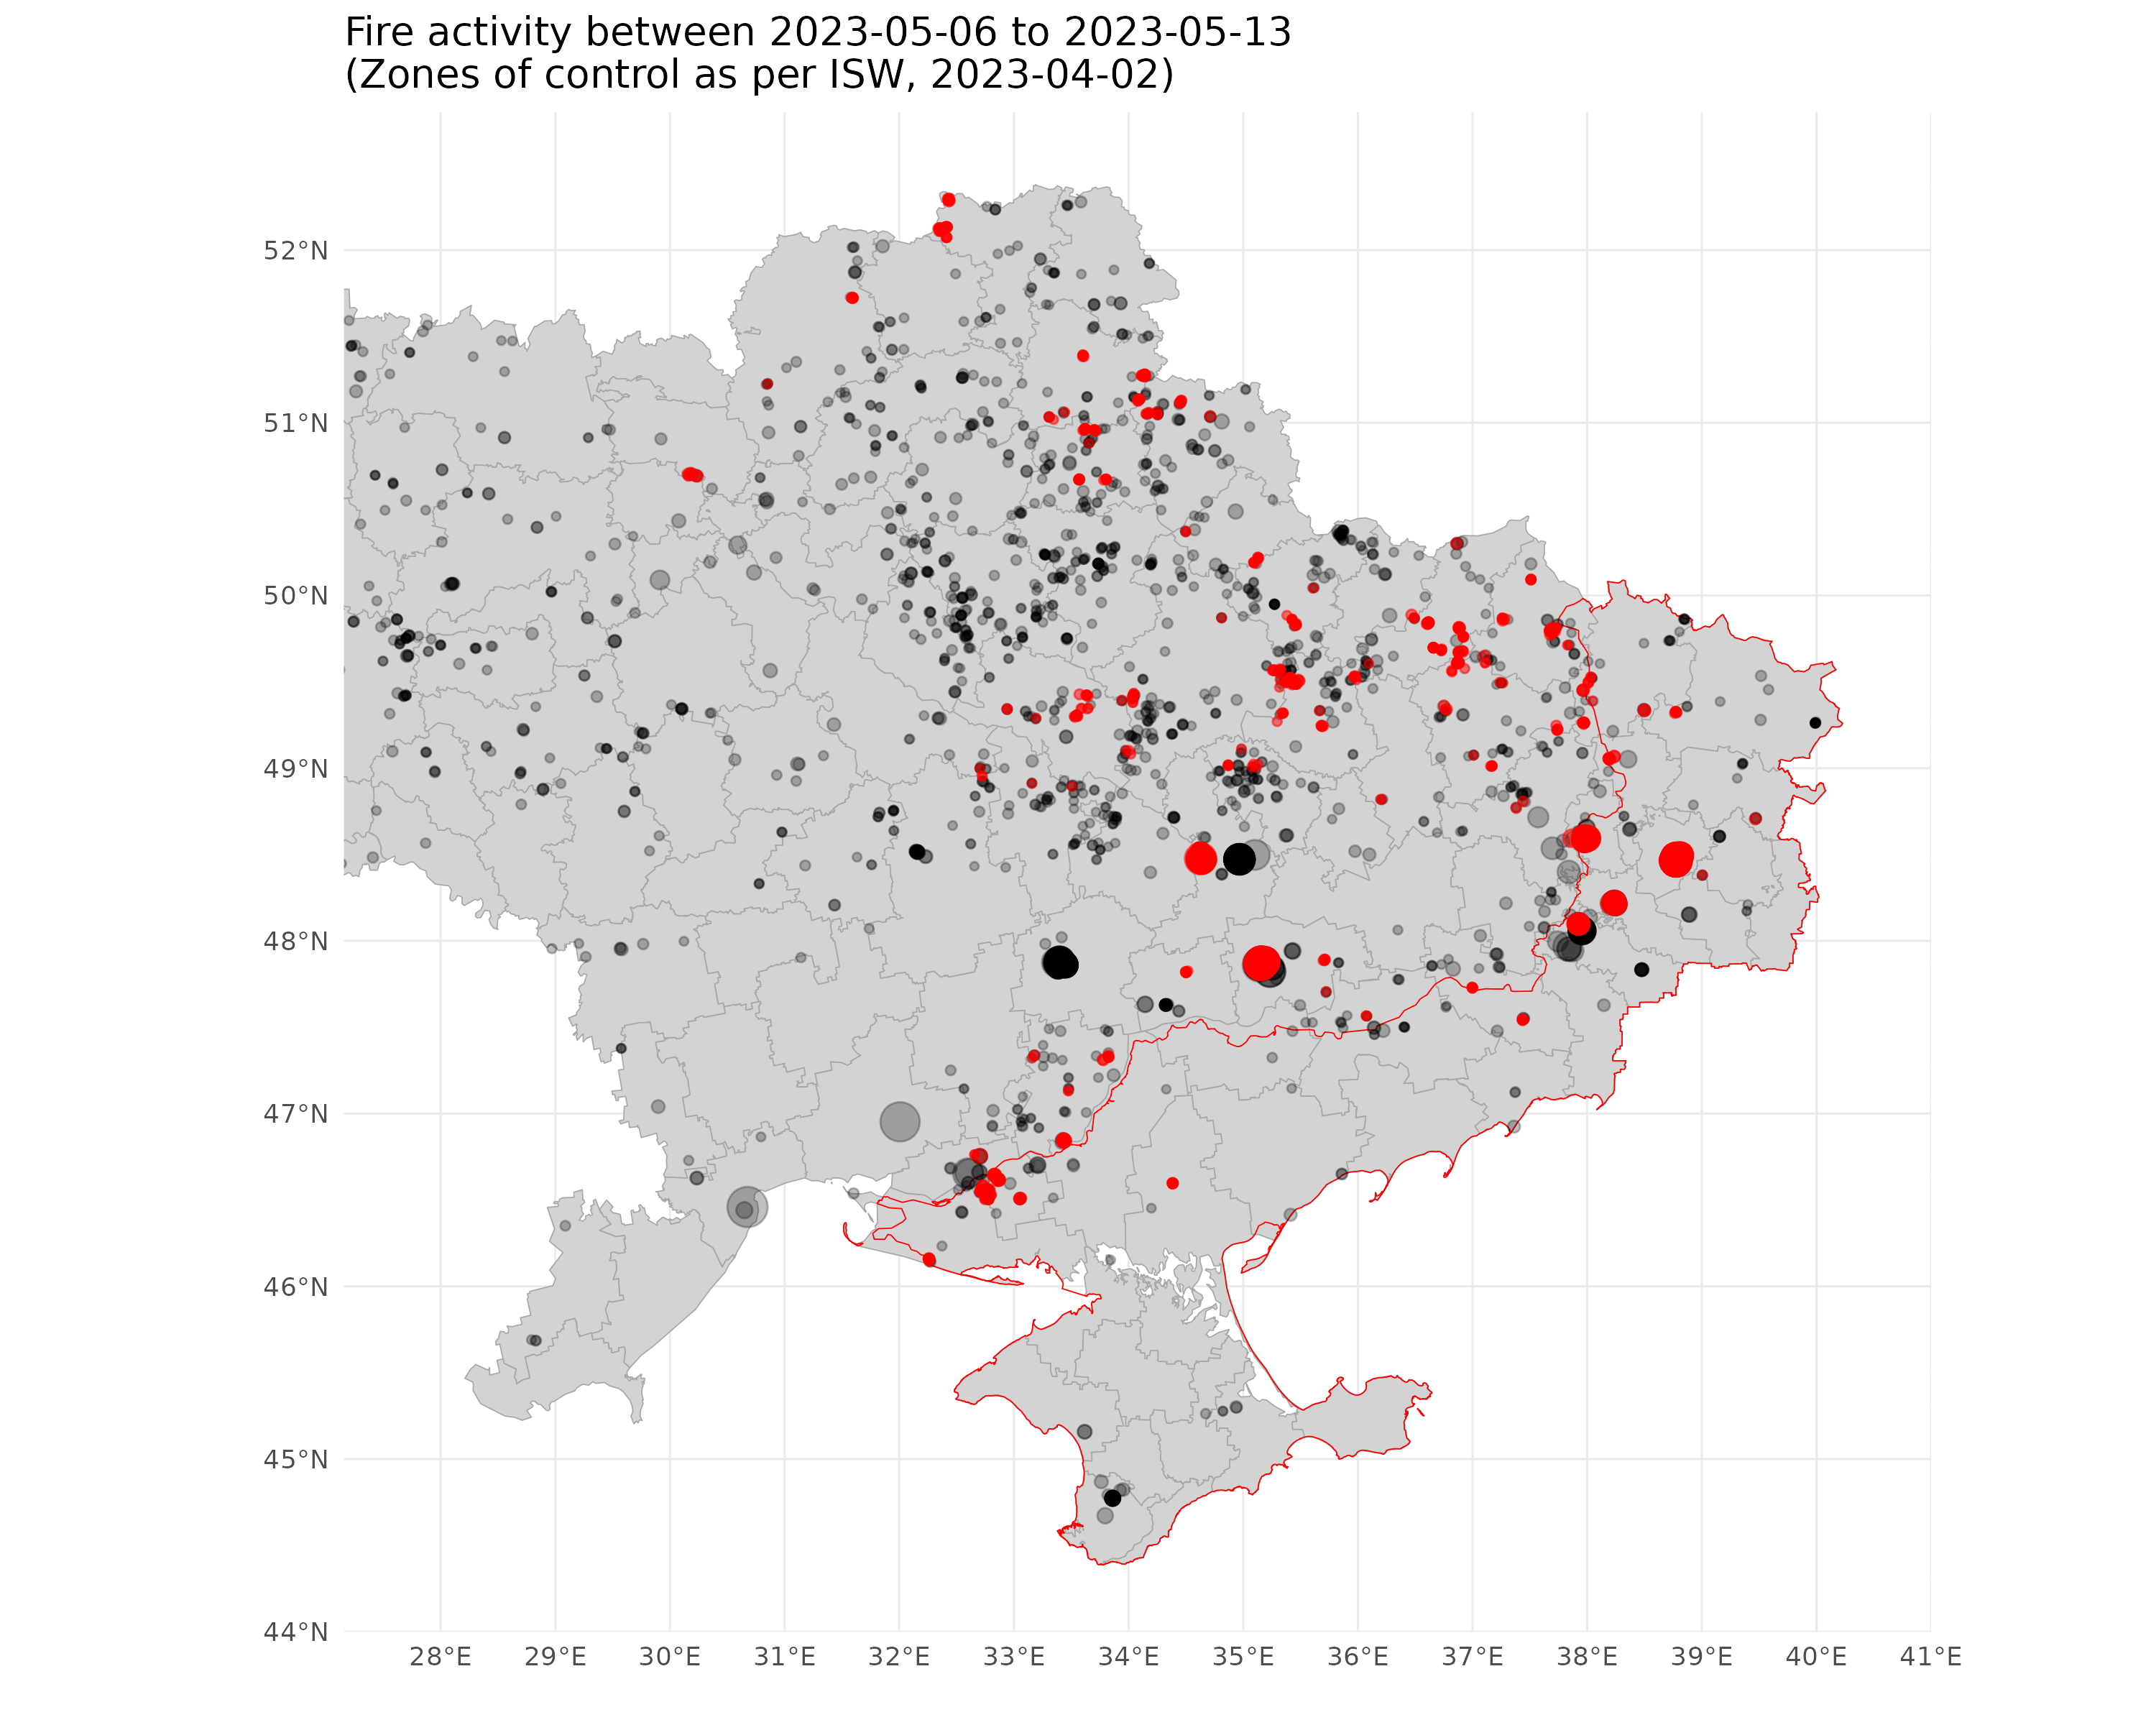 Fire activity between 2023-05-06 to 2023-05-13
(Zones of control as per ISW, 2023-04-02)
52°N
51°N
50°N
49°N
48°N
47°N
46°N
45°N
44°N
28°E 29°E 30°E 31°E 32°E 33°E 34°E 35°E 36°E 37°E 38°E 39°E 40°E 41°E